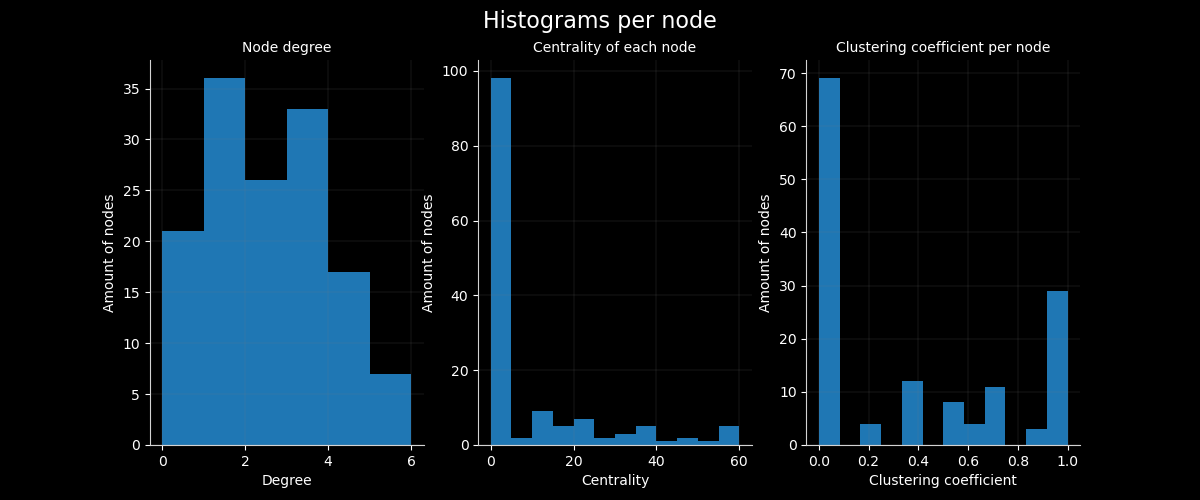 Histograms per node
Node degree
Amount of nodes
35
30
25
20
15
10
5
0
0 2 4 6
Degree
Centrality of each node
Amount of nodes
100
80
60
40
20
0
0 20 40 60
Centrality
Clustering coefficient per node
Amount of nodes
70
60
50
40
30
20
10
0
0.0 0.2 0.4 0.6 0.8 1.0
Clustering coefficient